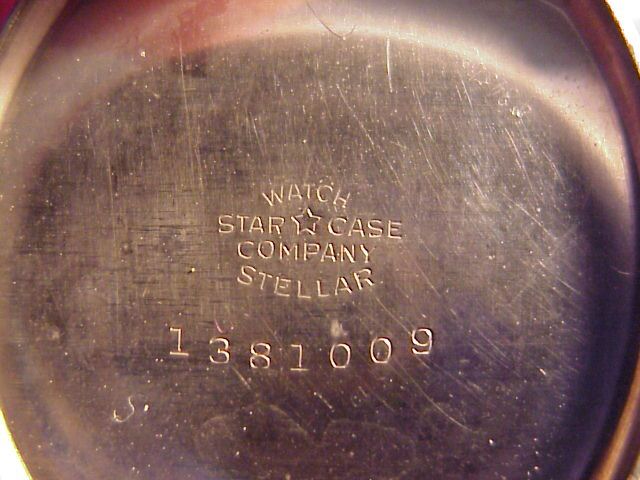 WATCH
STAR☆CASE
COMPANY
STELLAR
1381009